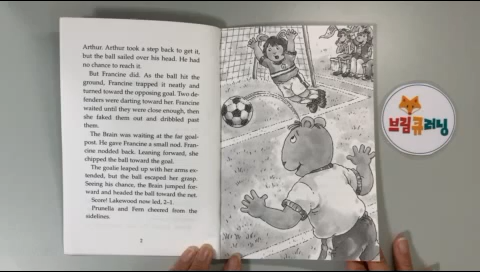 Arthur. Arthur took a step back to get it,
but the ball sailed over his head. He had
no chance to reach it.
But Francine did. As the ball hit the
ground, Francine trapped it neatly and
turned toward the opposing goal. Two de-
fenders were darting toward her. Francine
waited until they were close enough, then
she faked them out and dribbled past
them.
The Brain was waiting at the far goal-
post. He gave Francine a small nod. Fran-
cine nodded back. Leaning forward, she
chipped the ball toward the goal.
The goalie leaped up with her arms ex-
tended, but the ball escaped her grasp.
Seeing his chance, the Brain jumped for-
ward and headed the ball toward the net.
Score! Lakewood now led, 2–1.
Prunella and Fern cheered from the
sidelines.
2
브림큐
러닝